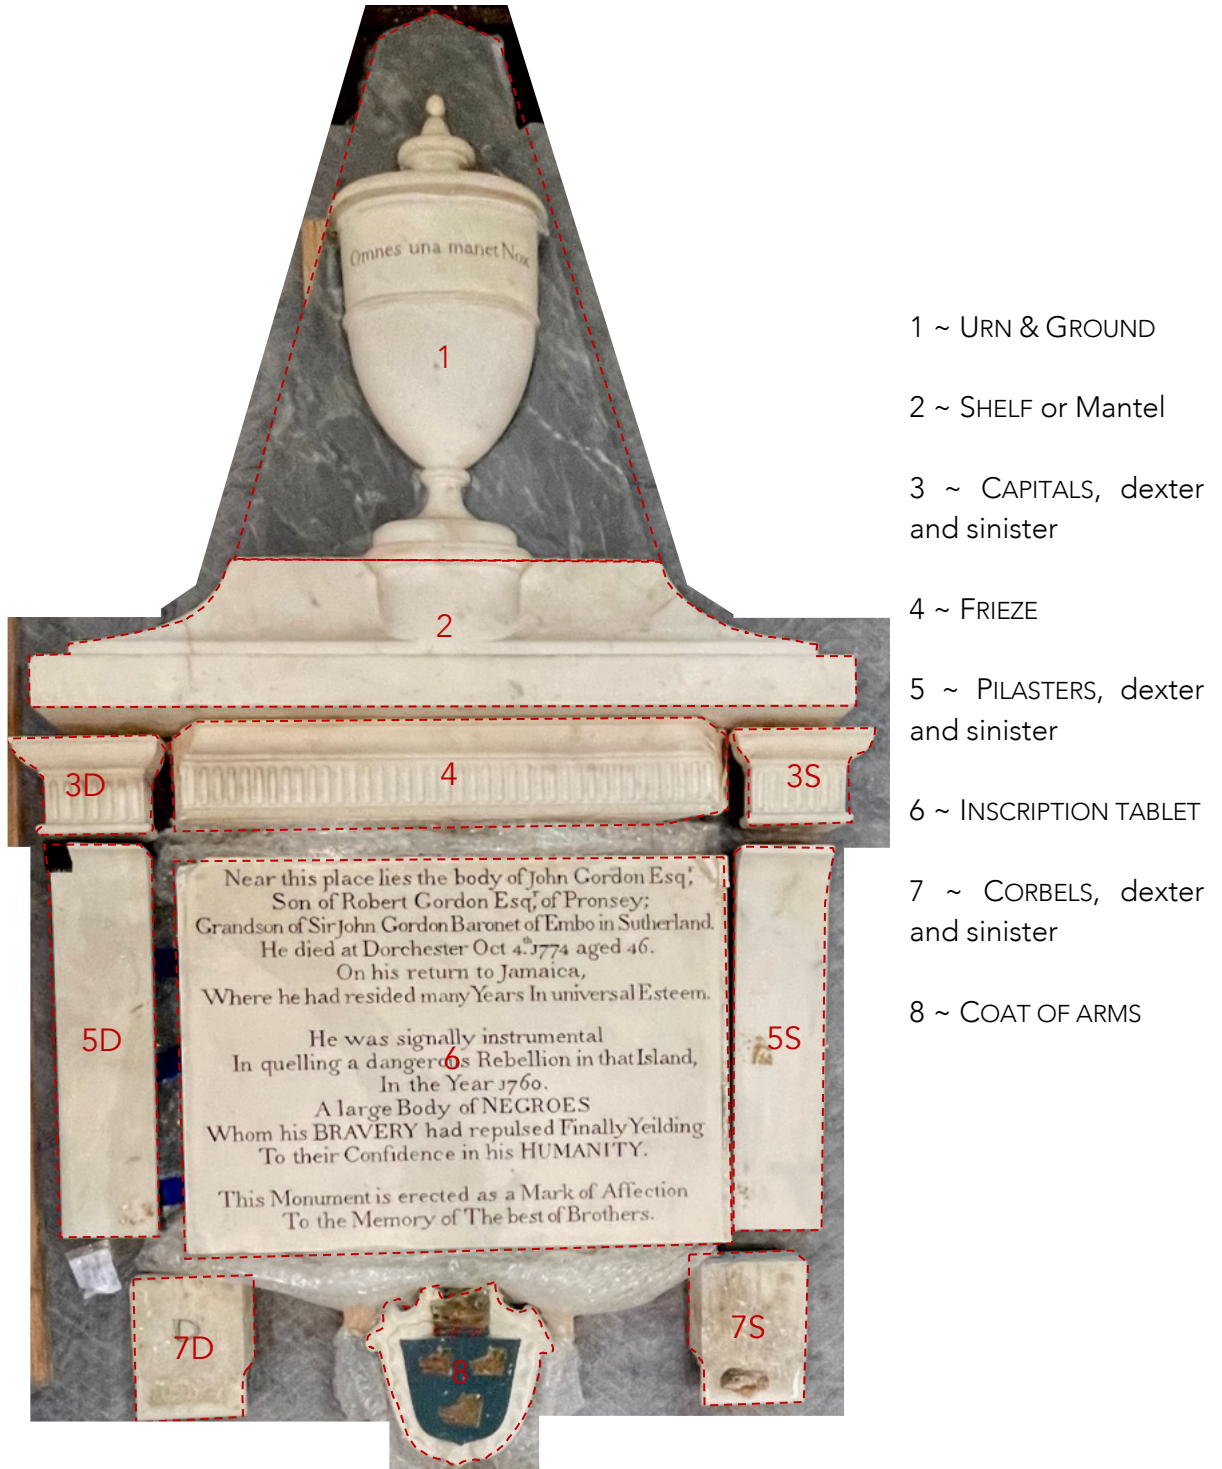 Omnes una manet Nox
1
2
3D
4
3S
Near this place lies the body of John Gordon Esq.r,
Son of Robert Gordon Esq.r, of Pronsey;
Grandson of Sir John Gordon Baronet of Embo in Sutherland.
He died at Dorchester Oct 4.th 1774 aged 46.
On his return to Jamaica,
Where he had resided many Years In universal Esteem.
He was signally instrumental
In quelling a dangerous Rebellion in that Island,
In the Year 1760.
A large Body of NEGROES
Whom his BRAVERY had repulsed Finally Yeilding
To their Confidence in his HUMANITY.
This Monument is erected as a Mark of Affection
To the Memory of The best of Brothers.
5D
6
5S
D
7D
7S
8
1 ~ URN & GROUND
2 ~ SHELF or Mantel
3 ~ CAPITALS, dexter
and sinister
4 ~ FRIEZE
5 ~ PILASTERS, dexter
and sinister
6 ~ INSCRIPTION TABLET
7 ~ CORBELS, dexter
and sinister
8 ~ COAT OF ARMS